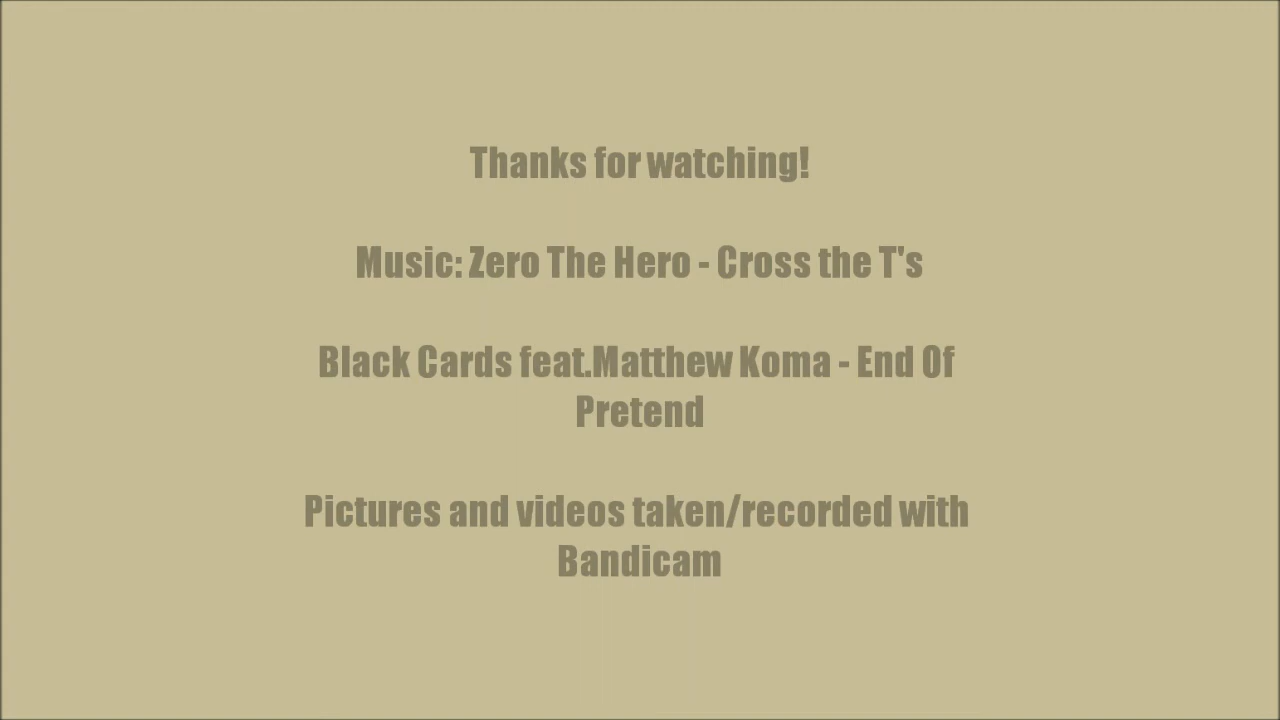 Thanks for watching!
Music: Zero The Hero - Cross the T's
Black Cards feat.Matthew Koma - End Of
Pretend
Pictures and videos taken/recorded with
Bandicam